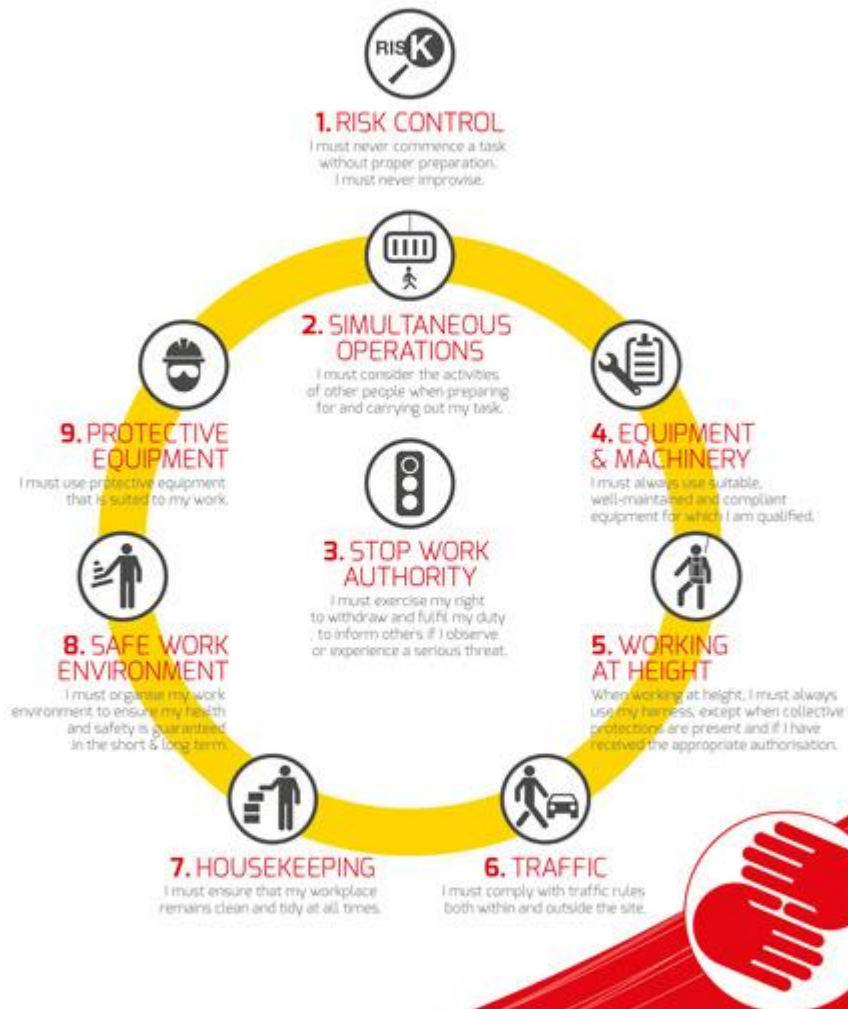 RISK
1. RISK CONTROL
I must never commence a task
without proper preparation.
I must never improvise.
2. SIMULTANEOUS
OPERATIONS
I must consider the activities
of other people when preparing
for and carrying out my task.
3. STOP WORK
AUTHORITY
I must exercise my right
to withdraw and fulfil my duty
to inform others if I observe
or experience a serious threat.
4. EQUIPMENT
& MACHINERY
I must always use suitable,
well-maintained and compliant
equipment for which I am qualified.
5. WORKING
AT HEIGHT
When working at height, I must always
use my harness, except when collective
protections are present and if I have
received the appropriate authorisation.
6. TRAFFIC
I must comply with traffic rules
both within and outside the site.
7. HOUSEKEEPING
I must ensure that my workplace
remains clean and tidy at all times.
8. SAFE WORK
ENVIRONMENT
I must organise my work
environment to ensure my health
and safety is guaranteed
in the short & long term.
9. PROTECTIVE
EQUIPMENT
I must use protective equipment
that is suited to my work.